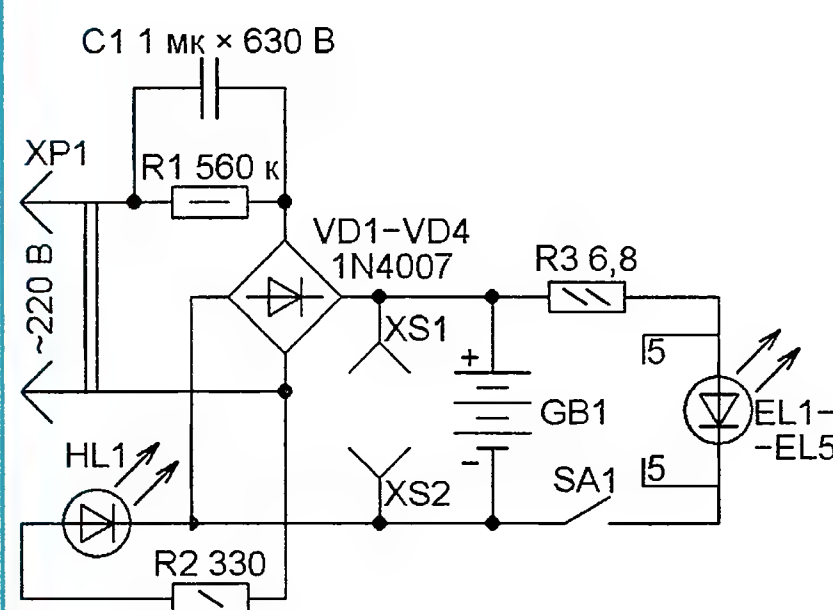 C1 1 мк × 630 В
XP1
R1 560 к
~220 В
VD1-VD4
1N4007
R3 6,8
XS1
5
+
GB1
EL1-
-EL5
HL1
-
5
XS2
SA1
R2 330